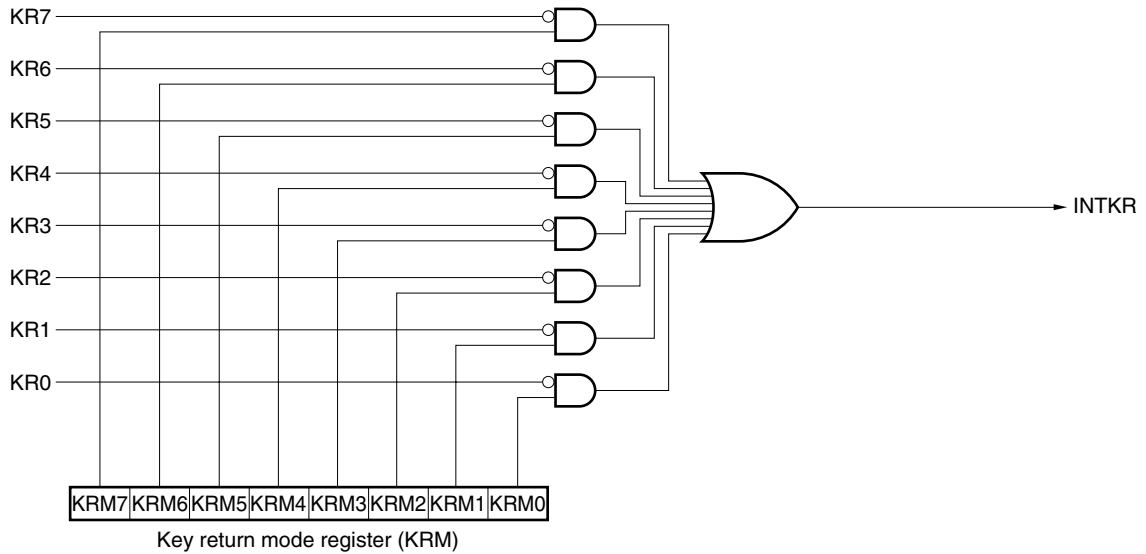 KR7
KR6
KR5
KR4
KR3
INTKR
KR2
KR1
KR0
KRM7 KRM6 KRM5 KRM4 KRM3 KRM2 KRM1 KRM0
Key return mode register (KRM)